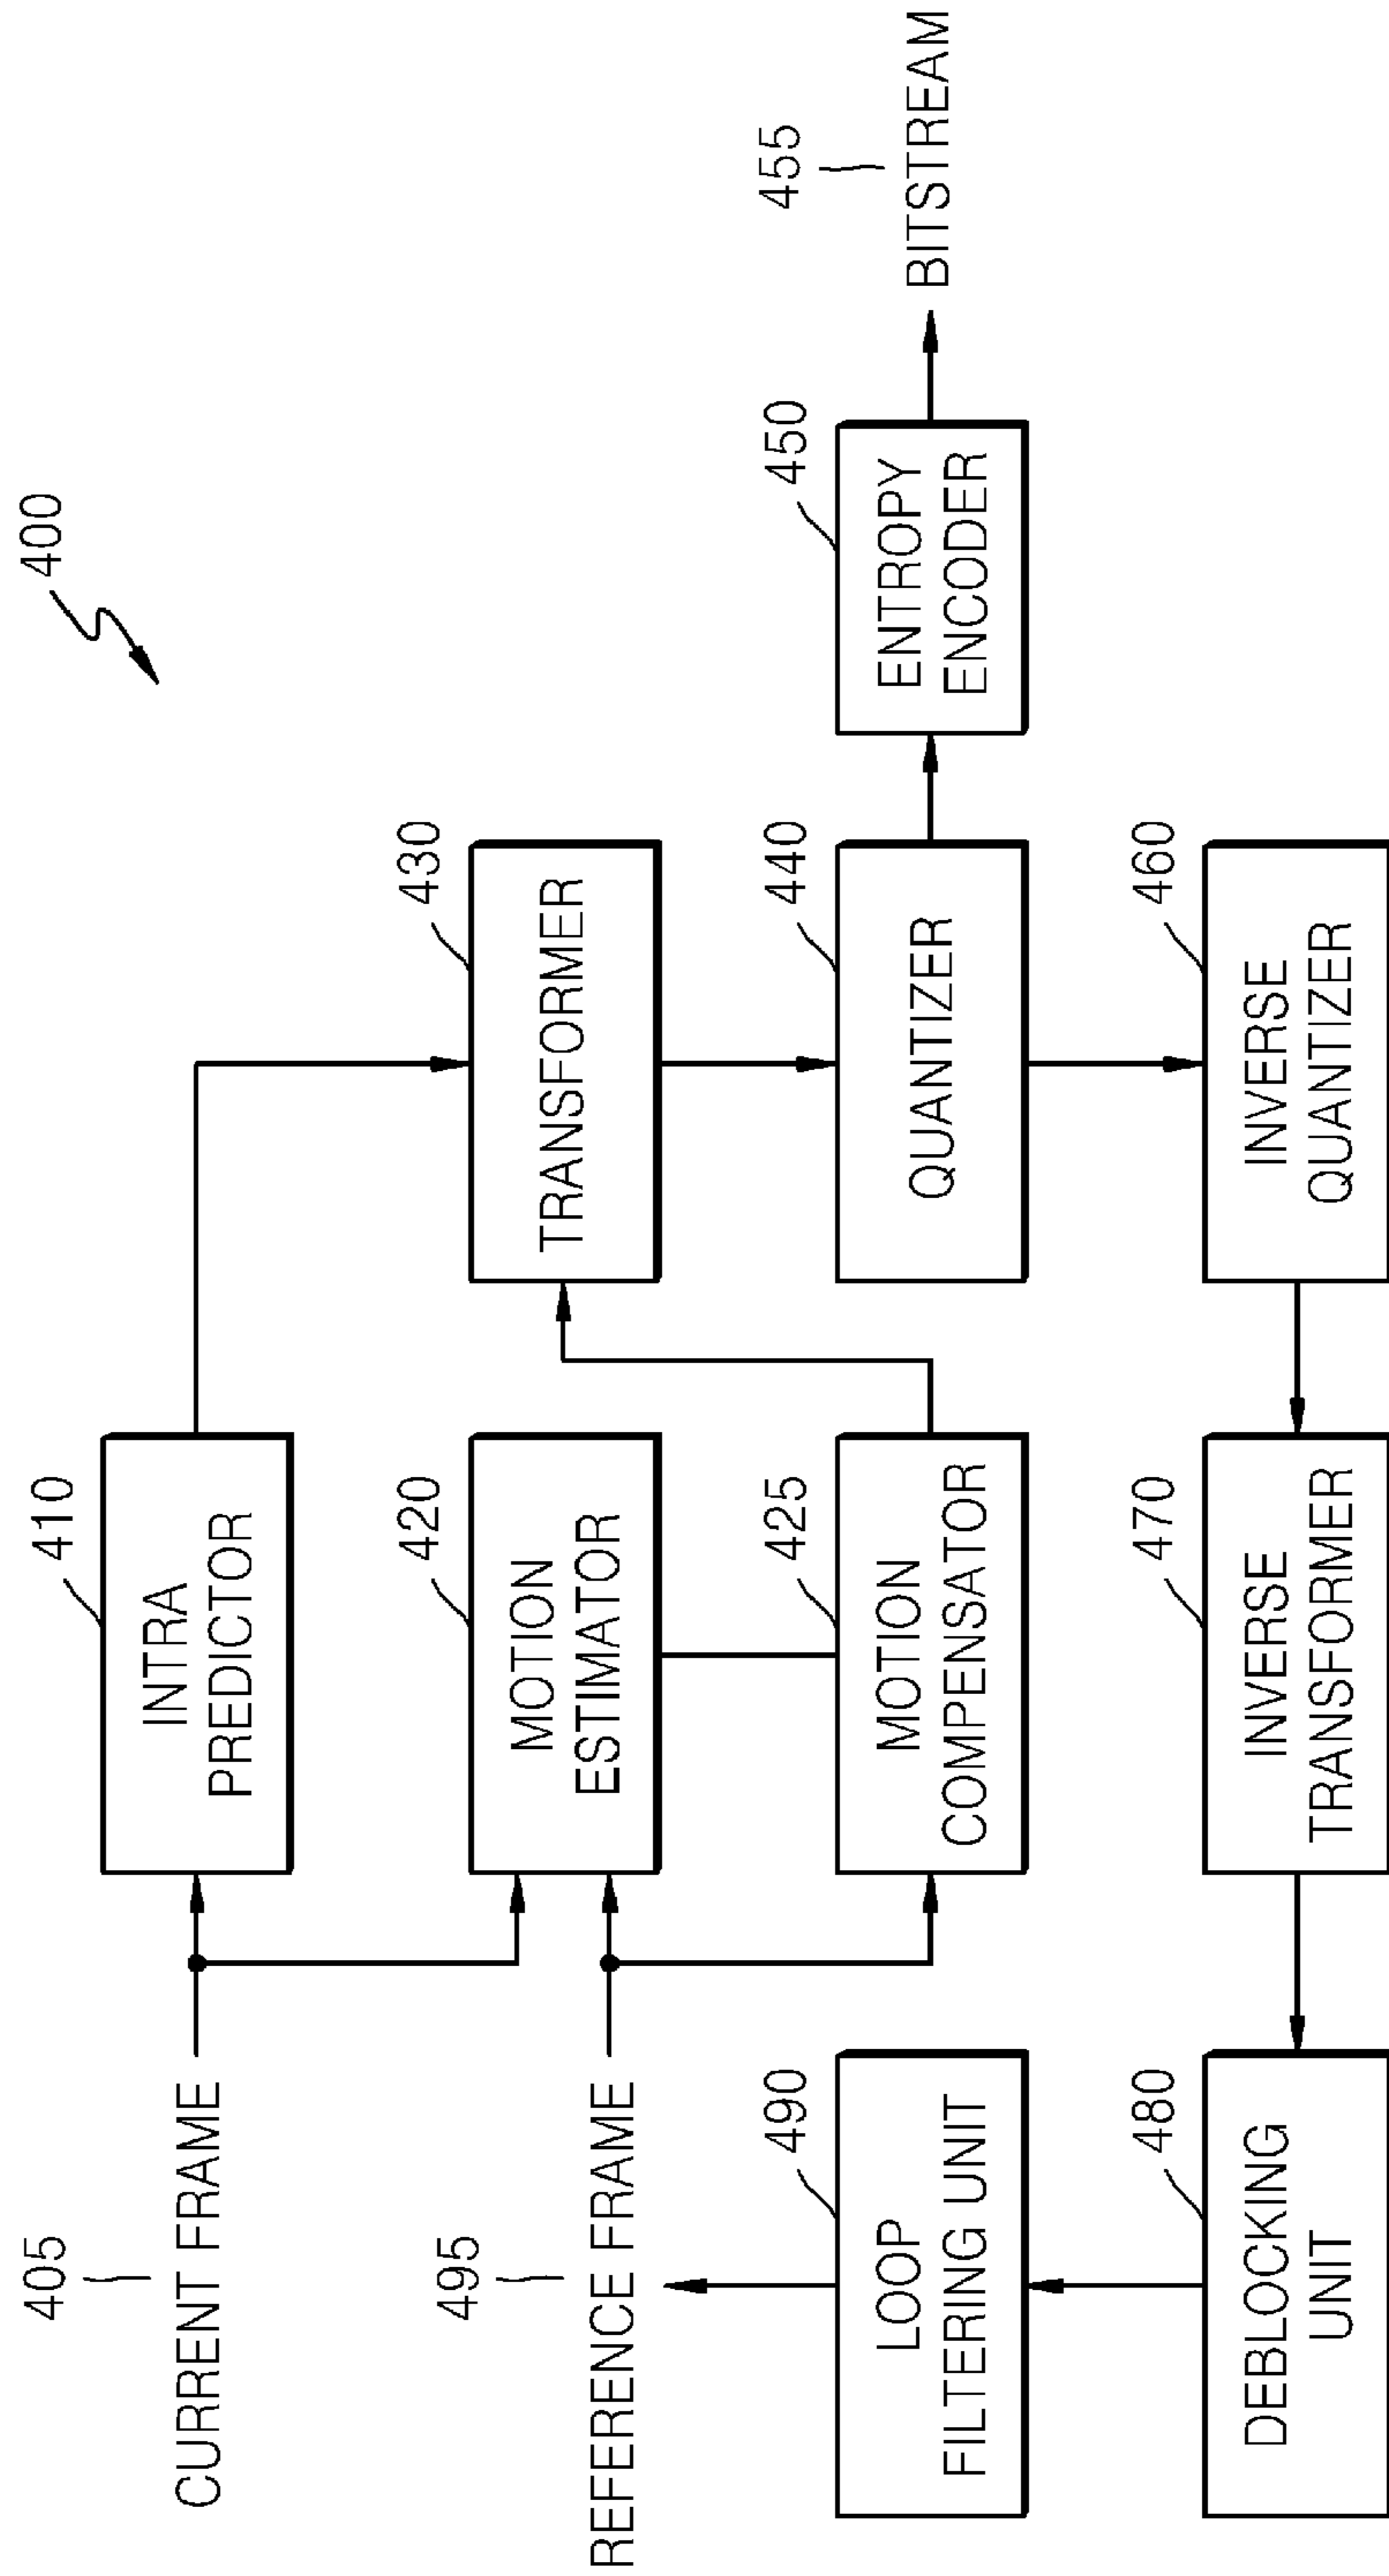 400
405
CURRENT FRAME
410
INTRA
PREDICTOR
495
REFERENCE FRAME
420
MOTION
ESTIMATOR
430
TRANSFORMER
490
LOOP
FILTERING UNIT
425
MOTION
COMPENSATOR
440
QUANTIZER
450
ENTROPY
ENCODER
455
BITSTREAM
480
DEBLOCKING
UNIT
470
INVERSE
TRANSFORMER
460
INVERSE
QUANTIZER